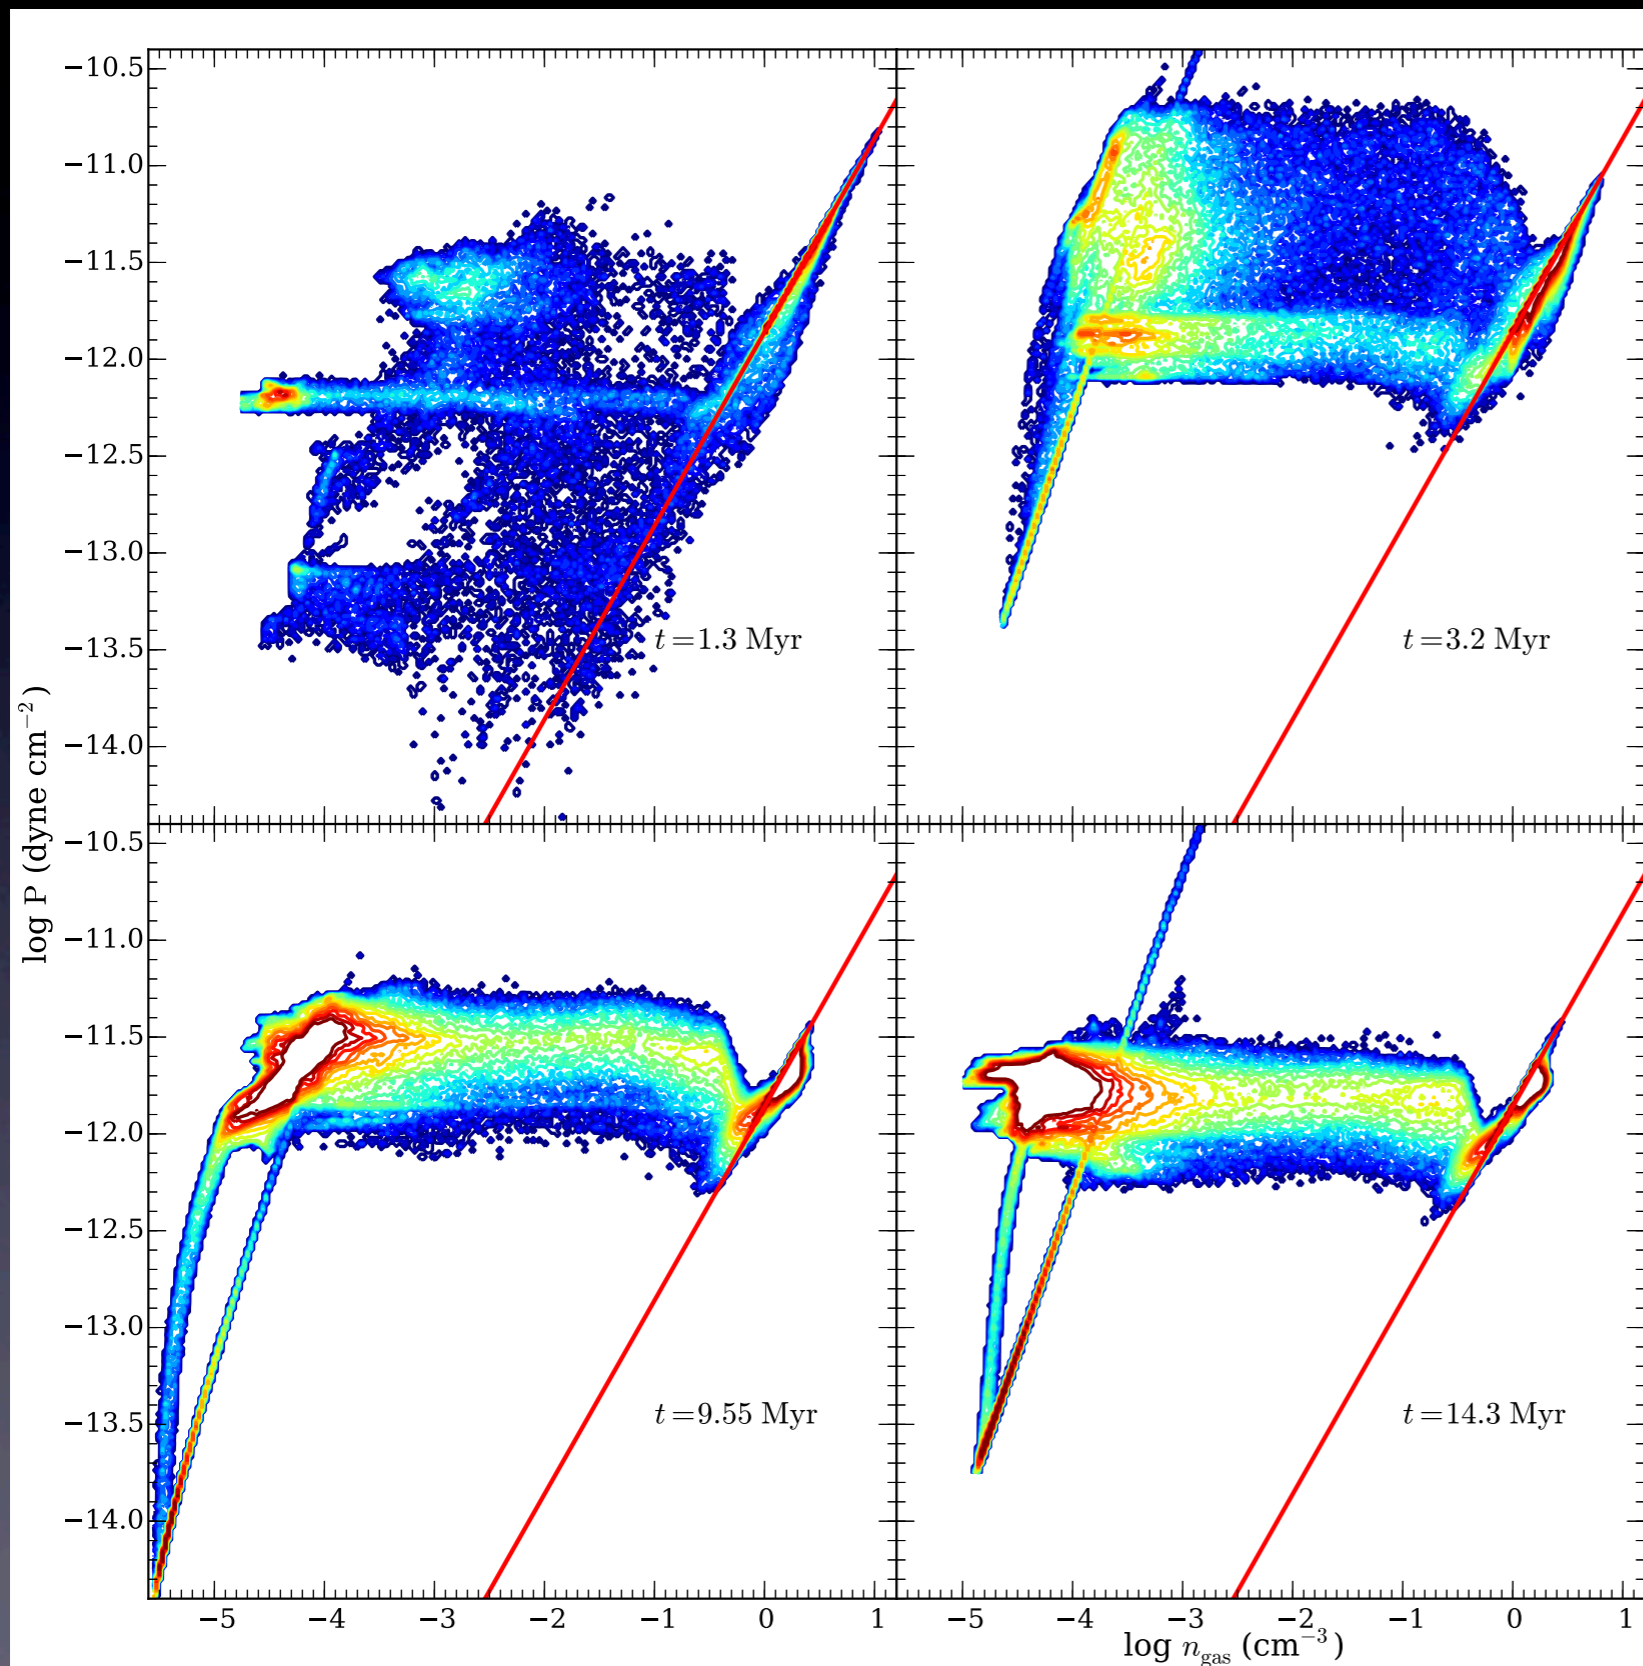 −10.5
−11.0
−11.5
−12.0
−12.5
−13.0
−13.5
−14.0
t=1.3 Myr
t=3.2 Myr
log P (dyne cm⁻²)
−10.5
−11.0
−11.5
−12.0
−12.5
−13.0
−13.5
−14.0
t=9.55 Myr
t=14.3 Myr
−5 −4 −3 −2 −1 0 1
−5 −4 −3 −2 −1 0 1
log n_gas (cm⁻³)